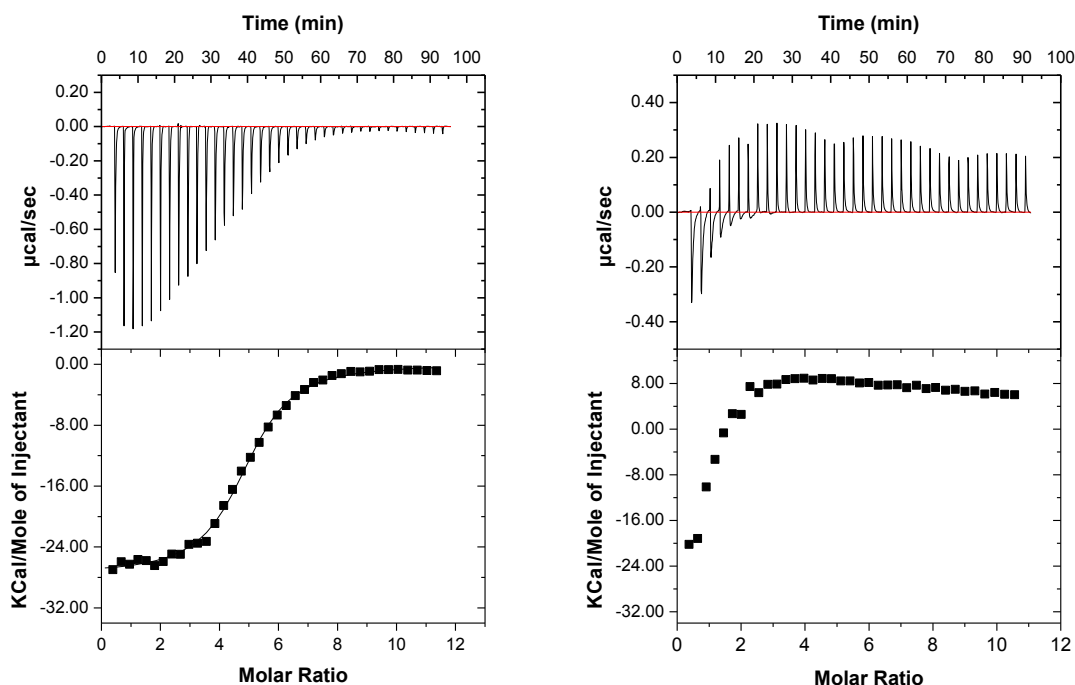 Time (min)
0 10 20 30 40 50 60 70 80 90 100
0.20
0.00
-0.20
-0.40
-0.60
-0.80
-1.00
-1.20
µcal/sec
0.00
-8.00
-16.00
-24.00
-32.00
KCal/Mole of Injectant
0 2 4 6 8 10 12
Molar Ratio
Time (min)
0 10 20 30 40 50 60 70 80 90 100
0.40
0.20
0.00
-0.20
-0.40
µcal/sec
8.00
0.00
-8.00
-16.00
-24.00
-32.00
KCal/Mole of Injectant
0 2 4 6 8 10 12
Molar Ratio